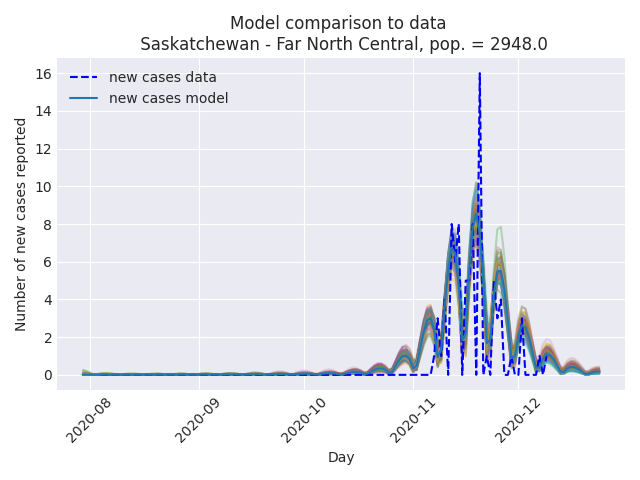 Model comparison to data
Saskatchewan - Far North Central, pop. = 2948.0
new cases data
new cases model
Number of new cases reported
16
14
12
10
8
6
4
2
0
2020-08
2020-09
2020-10
2020-11
2020-12
Day